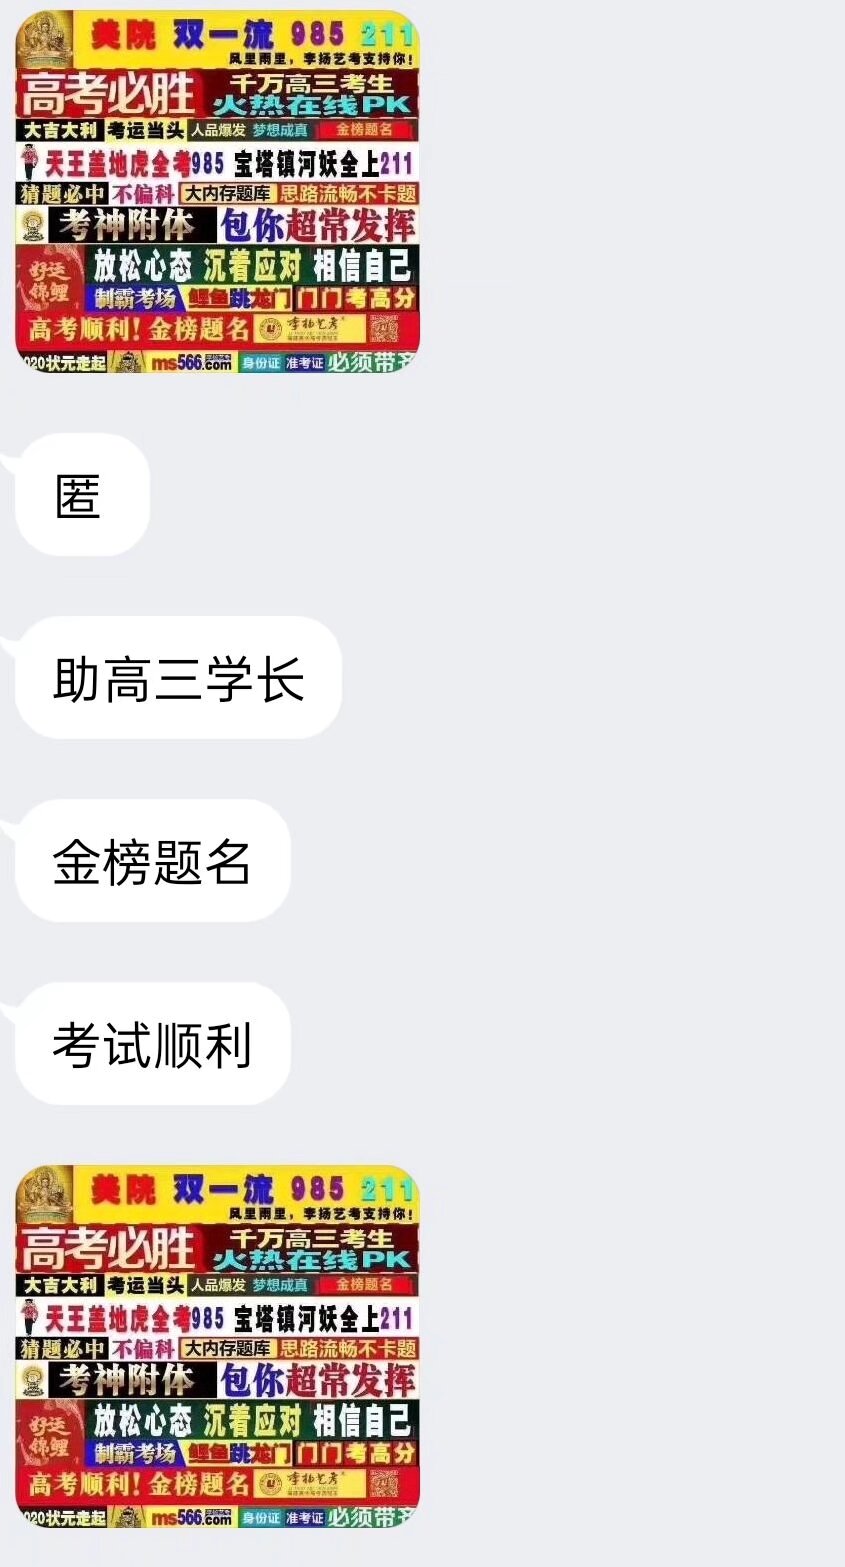 美院 双一流 985 211
风里雨里，李扬艺考支持你！
高考必胜 千万高三考生
火热在线PK
大吉大利 考运当头 人品爆发 梦想成真 金榜题名
天王盖地虎全考985 宝塔镇河妖全上211
猜题必中 不偏科 大内存题库 思路流畅不卡题
考神附体 包你超常发挥
好运锦鲤 放松心态 沉着应对 相信自己
制霸考场 鲤鱼跳龙门 门门考高分
高考顺利！金榜题名 李扬艺考
020状元走起 ms566.com 身份证 准考证 必须带齐
匿
助高三学长
金榜题名
考试顺利
美院 双一流 985 211
风里雨里，李扬艺考支持你！
高考必胜 千万高三考生
火热在线PK
大吉大利 考运当头 人品爆发 梦想成真 金榜题名
天王盖地虎全考985 宝塔镇河妖全上211
猜题必中 不偏科 大内存题库 思路流畅不卡题
考神附体 包你超常发挥
好运锦鲤 放松心态 沉着应对 相信自己
制霸考场 鲤鱼跳龙门 门门考高分
高考顺利！金榜题名 李扬艺考
020状元走起 ms566.com 身份证 准考证 必须带齐